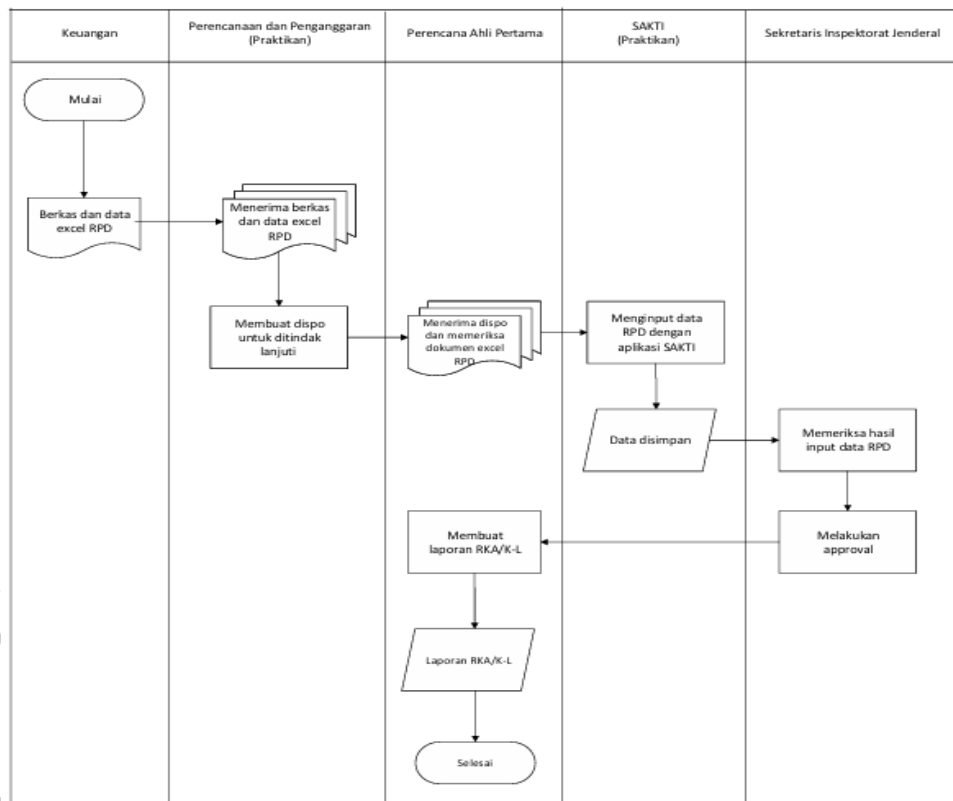 Keuangan
Perencanaan dan Penganggaran
(Praktikan)
Perencana Ahli Pertama
SAKTI
(Praktikan)
Sekretaris Inspektorat Jenderal
Mulai
Berkas dan data
excel RPD
Menerima berkas
dan data excel
RPD
Membuat dispo
untuk ditindak
lanjuti
Menerima dispo
dan memeriksa
dokumen excel
RPD
Menginput data
RPD dengan
aplikasi SAKTI
Data disimpan
Memeriksa hasil
input data RPD
Melakukan
approval
Membuat
laporan RKA/K-L
Laporan RKA/K-L
Selesai